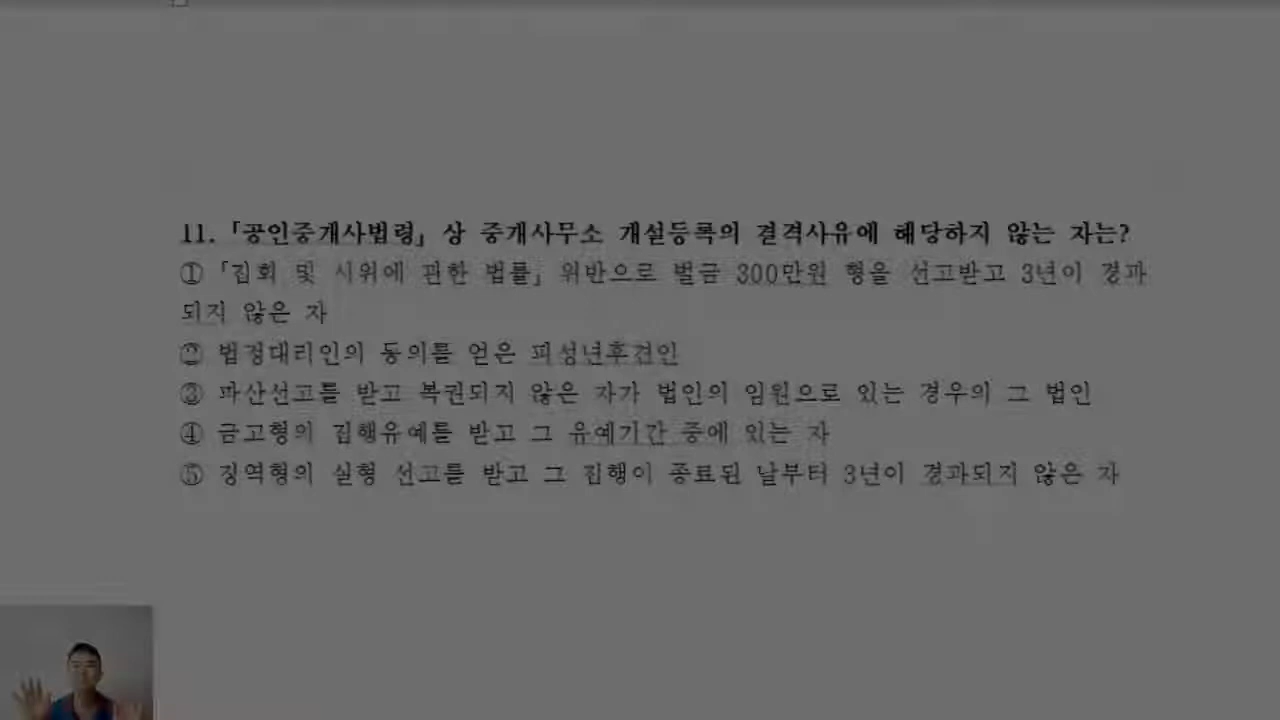 11. 「공인중개사법령」 상 중개사무소 개설등록의 결격사유에 해당하지 않는 자는?
① 「집회 및 시위에 관한 법률」 위반으로 벌금 300만원 형을 선고받고 3년이 경과
되지 않은 자
② 법정대리인의 동의를 얻은 피성년후견인
③ 파산선고를 받고 복권되지 않은 자가 법인의 임원으로 있는 경우의 그 법인
④ 금고형의 집행유예를 받고 그 유예기간 중에 있는 자
⑤ 징역형의 실형 선고를 받고 그 집행이 종료된 날부터 3년이 경과되지 않은 자